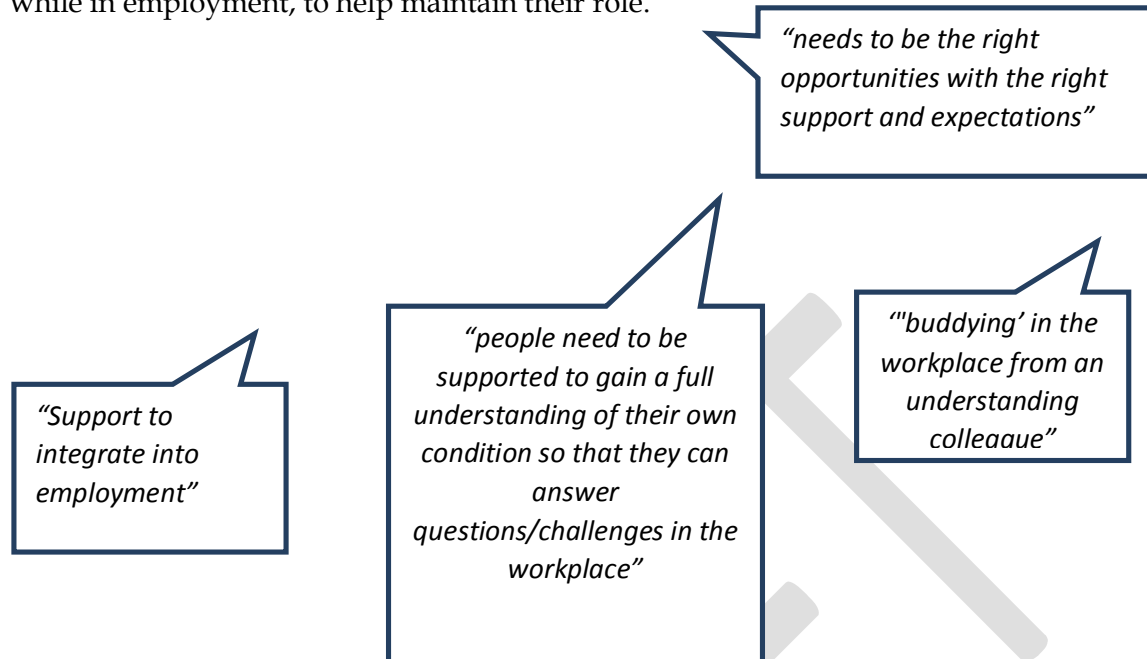 while in employment, to help maintain their role.
“needs to be the right
opportunities with the right
support and expectations”
“Support to
integrate into
employment”
“people need to be
supported to gain a full
understanding of their own
condition so that they can
answer
questions/challenges in the
workplace”
‘"buddying’ in the
workplace from an
understanding
colleague”